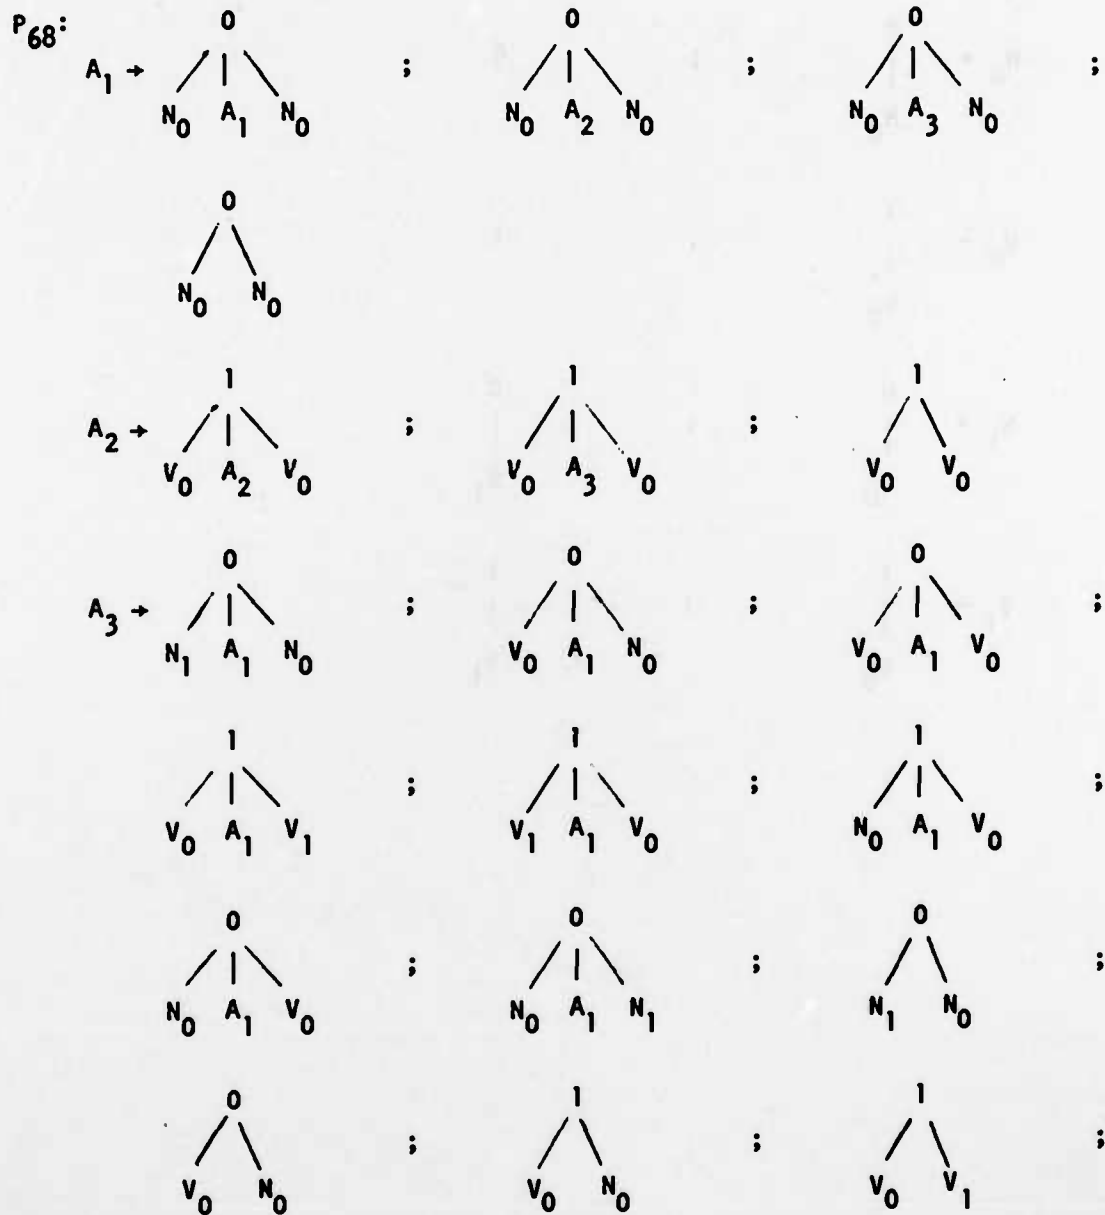 P₆₈:
0 0 0
A₁ → ; ; ;
N₀ A₁ N₀ N₀ A₂ N₀ N₀ A₃ N₀
0
N₀ N₀
1 1 1
A₂ → ; ;
V₀ A₂ V₀ V₀ A₃ V₀ V₀ V₀
0 0 0
A₃ → ; ; ;
N₁ A₁ N₀ V₀ A₁ N₀ V₀ A₁ V₀
1 1 1
; ; ;
V₀ A₁ V₁ V₁ A₁ V₀ N₀ A₁ V₀
0 0 0
; ; ;
N₀ A₁ V₀ N₀ A₁ N₁ N₁ N₀
0 1 1
; ; ;
V₀ N₀ V₀ N₀ V₀ V₁